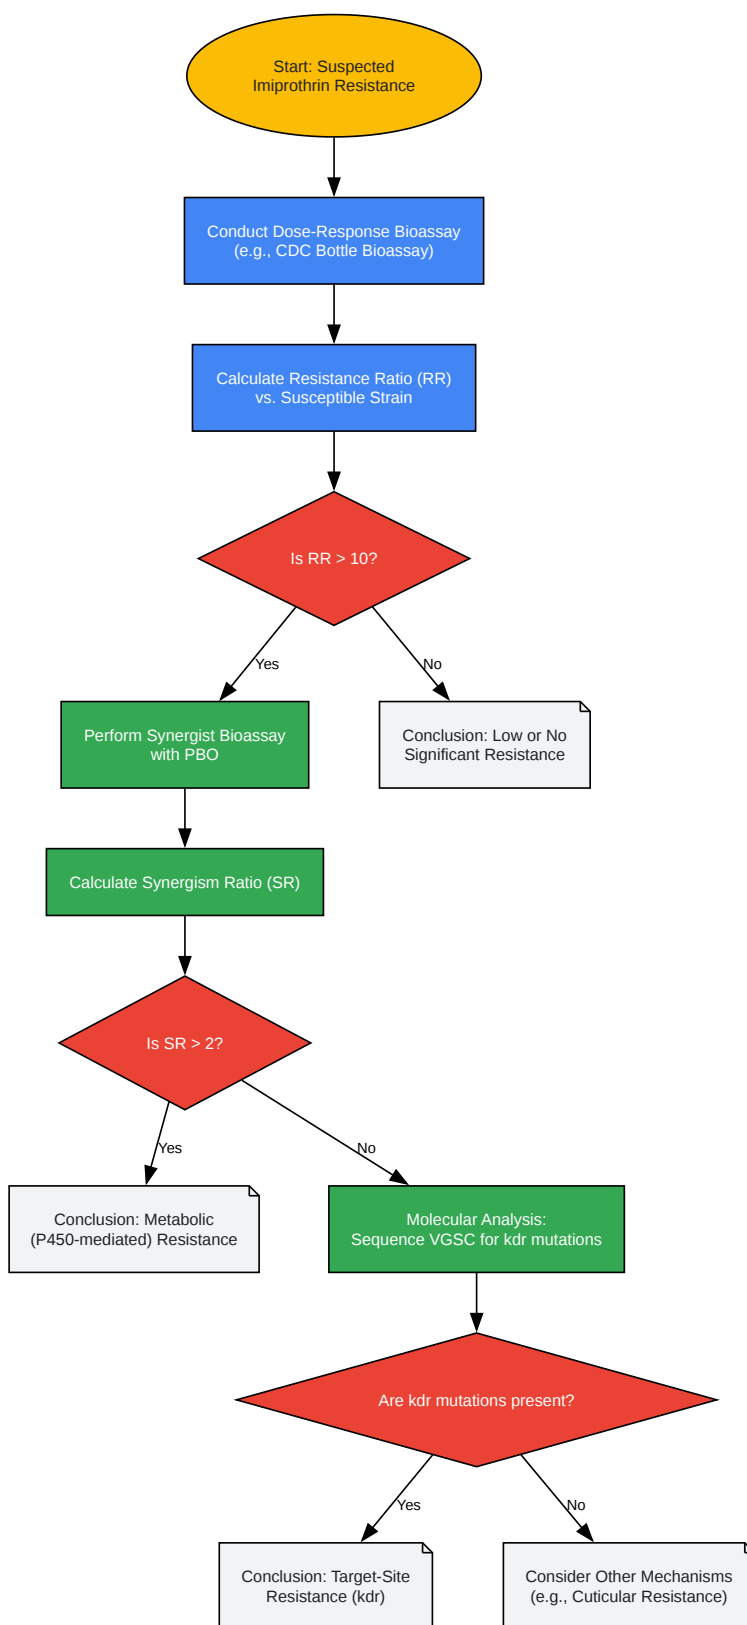 Start: Suspected
Imiprothrin Resistance
Conduct Dose-Response Bioassay
(e.g., CDC Bottle Bioassay)
Calculate Resistance Ratio (RR)
vs. Susceptible Strain
Is RR > 10?
Yes
No
Perform Synergist Bioassay
with PBO
Conclusion: Low or No
Significant Resistance
Calculate Synergism Ratio (SR)
Is SR > 2?
Yes
No
Conclusion: Metabolic
(P450-mediated) Resistance
Molecular Analysis:
Sequence VGSC for kdr mutations
Are kdr mutations present?
Yes
No
Conclusion: Target-Site
Resistance (kdr)
Consider Other Mechanisms
(e.g., Cuticular Resistance)